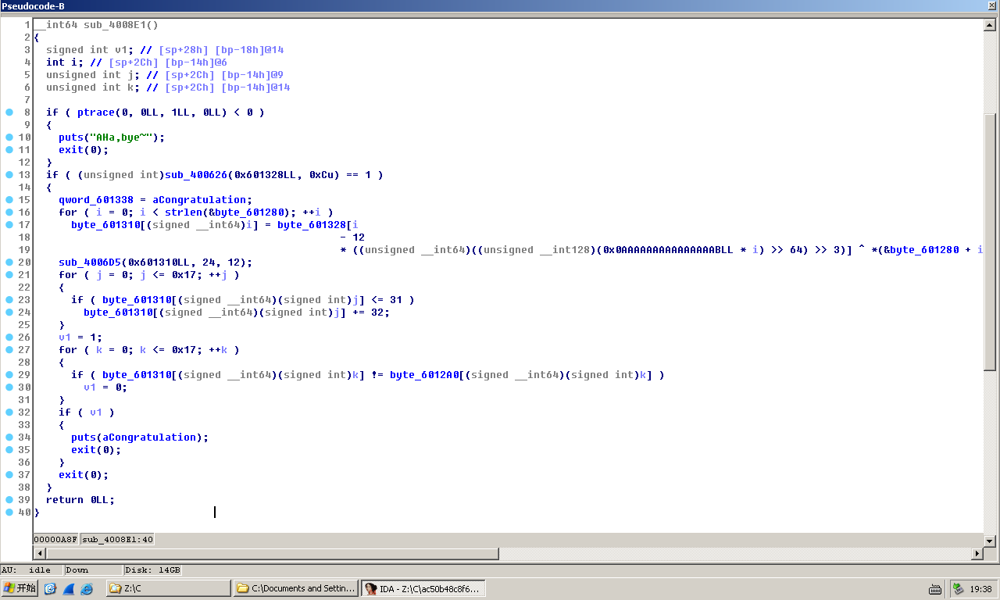 Pseudocode-B
1 __int64 sub_4008E1()
2 {
3   signed int v1; // [sp+28h] [bp-18h]@14
4   int i; // [sp+2Ch] [bp-14h]@6
5   unsigned int j; // [sp+2Ch] [bp-14h]@9
6   unsigned int k; // [sp+2Ch] [bp-14h]@14
7
8   if ( ptrace(0, 0LL, 1LL, 0LL) < 0 )
9   {
10     puts("AHa,bye~");
11     exit(0);
12   }
13   if ( (unsigned int)sub_400626(0x601328LL, 0xCu) == 1 )
14   {
15     qword_601338 = aCongratulation;
16     for ( i = 0; i < strlen(&byte_601280); ++i )
17       byte_601310[(signed __int64)i] = byte_601328[i
18                                                  - 12
19                                                  * ((unsigned __int64)((unsigned __int128)(0x0AAAAAAAAAAAAAAABLL * i) >> 64) >> 3)] ^ *(&byte_601280 + i
20     sub_4006D5(0x601310LL, 24, 12);
21     for ( j = 0; j <= 0x17; ++j )
22     {
23       if ( byte_601310[(signed __int64)(signed int)j] <= 31 )
24         byte_601310[(signed __int64)(signed int)j] += 32;
25     }
26     v1 = 1;
27     for ( k = 0; k <= 0x17; ++k )
28     {
29       if ( byte_601310[(signed __int64)(signed int)k] != byte_6012A0[(signed __int64)(signed int)k] )
30         v1 = 0;
31     }
32     if ( v1 )
33     {
34       puts(aCongratulation);
35       exit(0);
36     }
37     exit(0);
38   }
39   return 0LL;
40 }
00000A8F sub_4008E1:40
AU: idle Down Disk: 14GB
开始 Z:\C C:\Documents and Settin... IDA - Z:\C\ac50b48c8f6... 19:38